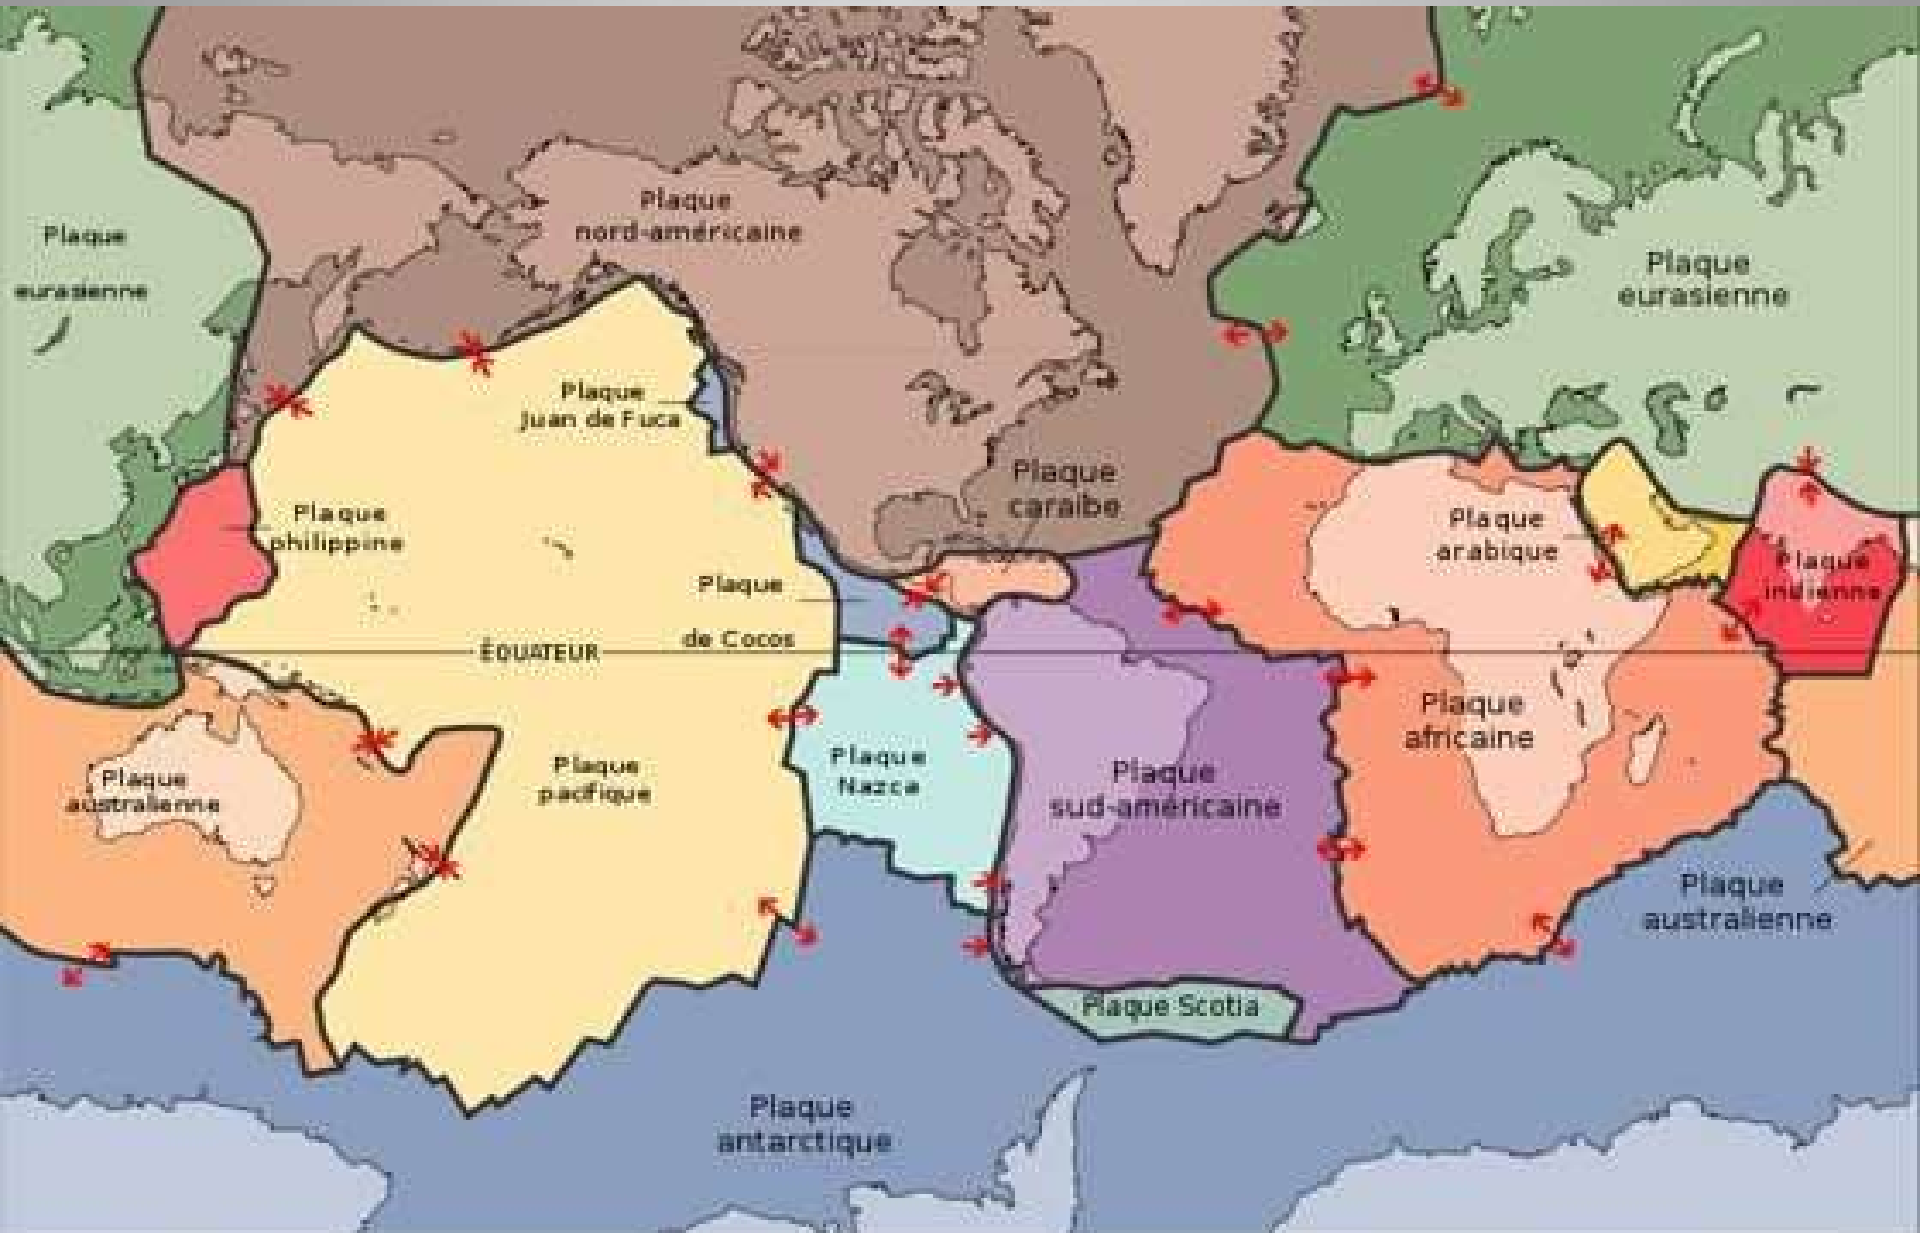 Plaque
nord-américaine
Plaque
eurasienne
Plaque
eurasienne
Plaque
Juan de Fuca
Plaque
caraïbe
Plaque
philippine
Plaque
arabique
Plaque
indienne
Plaque
de Cocos
ÉQUATEUR
Plaque
africaine
Plaque
australienne
Plaque
pacifique
Plaque
Nazca
Plaque
sud-américaine
Plaque
australienne
Plaque Scotia
Plaque
antarctique